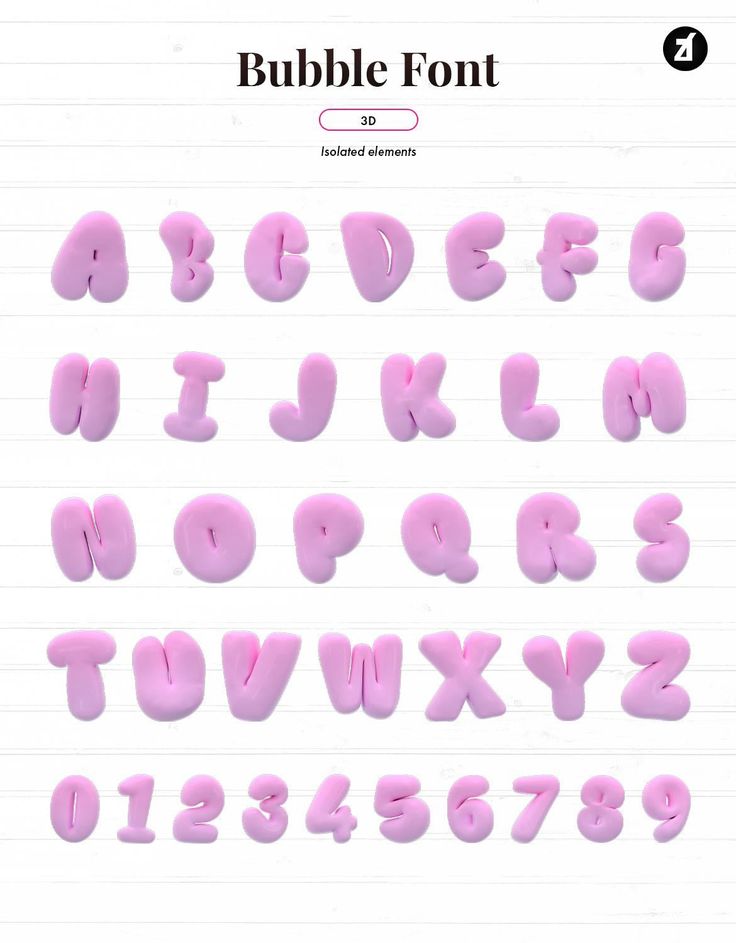 Bubble Font
3D
Isolated elements
A B C D E F G
H I J K L M
N O P Q R S
T U V W X Y Z
0 1 2 3 4 5 6 7 8 9